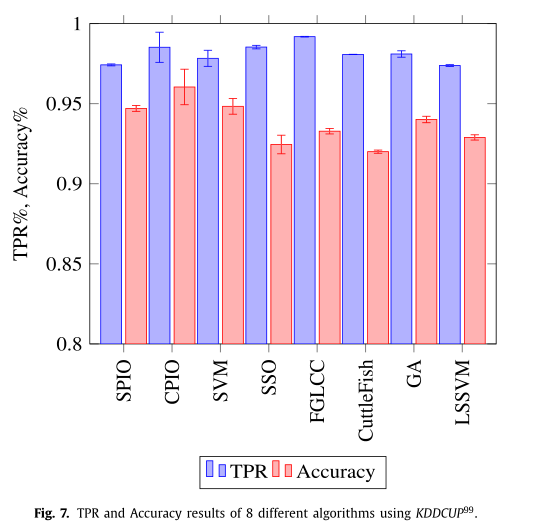 1
0.95
0.9
0.85
0.8
TPR%, Accuracy%
SPIO
CPIO
SVM
SSO
FGLCC
CuttleFish
GA
LSSVM
TPR Accuracy
Fig. 7. TPR and Accuracy results of 8 different algorithms using KDDCUP⁹⁹.